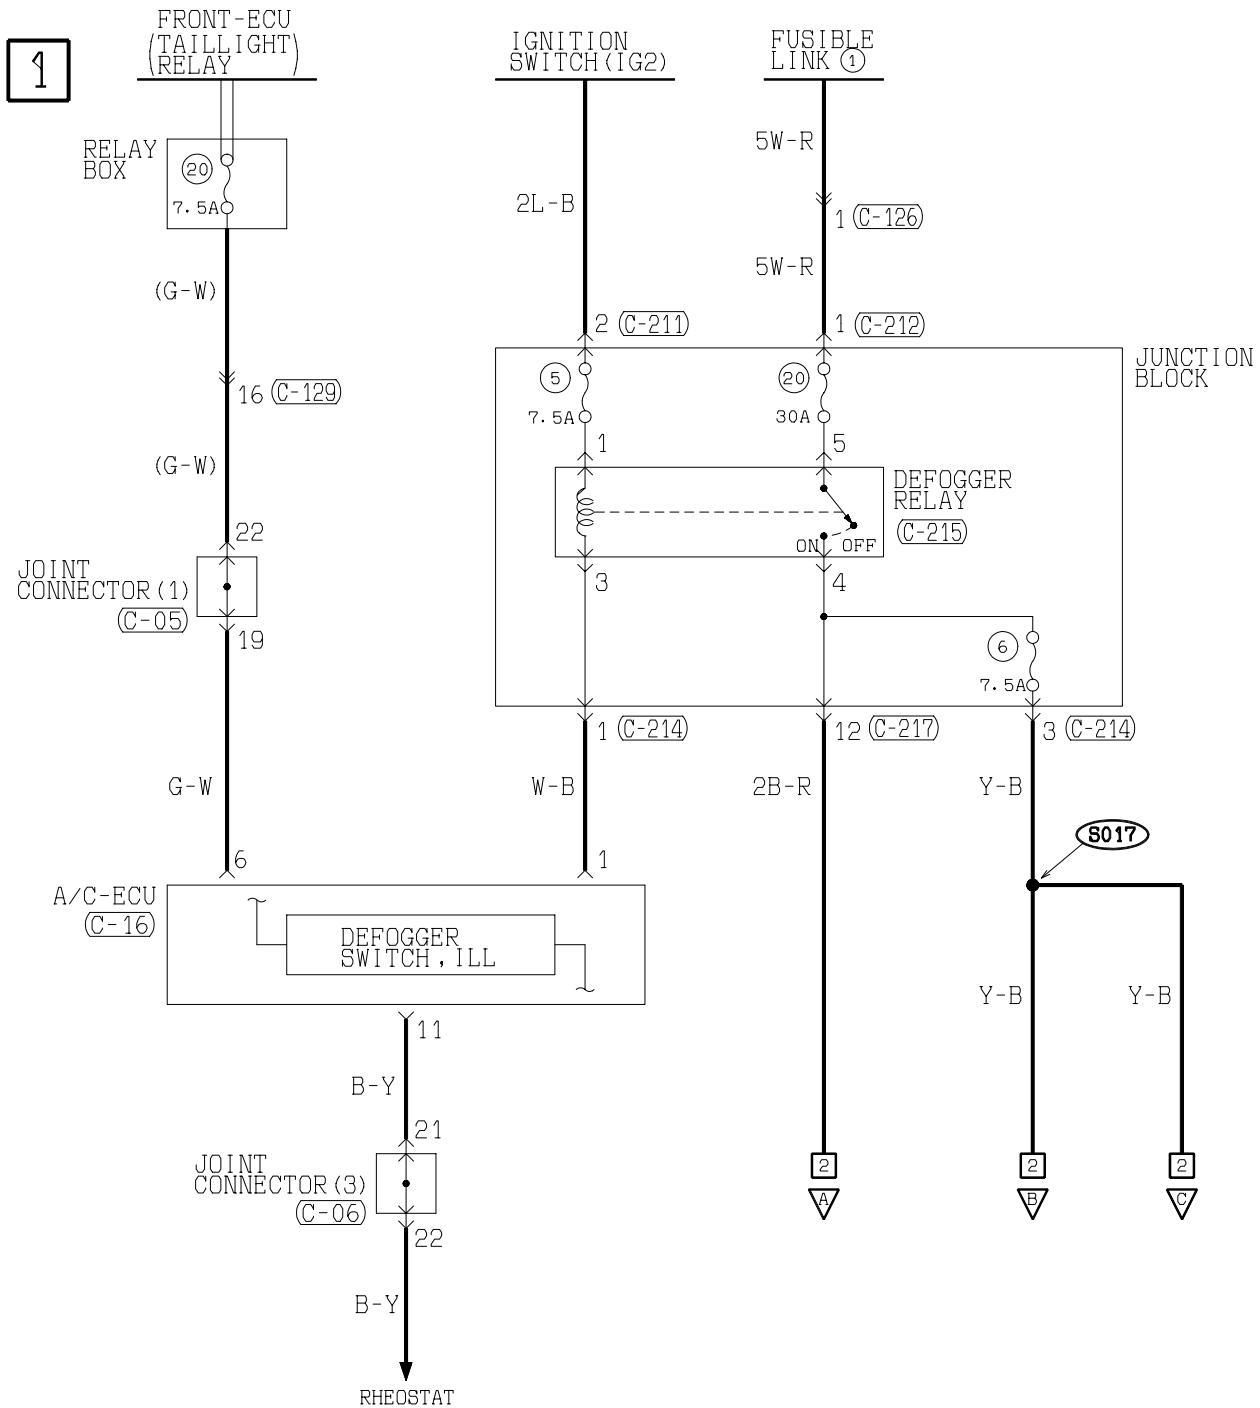 1
FRONT-ECU
(TAILLIGHT
RELAY)
IGNITION
SWITCH(IG2)
FUSIBLE
LINK 1
RELAY
BOX
20
7.5A
5W-R
2L-B
1 (C-126)
5W-R
(G-W)
2 (C-211)
1 (C-212)
JUNCTION
BLOCK
5
7.5A
20
30A
16 (C-129)
1
5
(G-W)
DEFOGGER
RELAY
(C-215)
ON OFF
22
JOINT
CONNECTOR(1)
(C-05)
3
4
19
6
7.5A
1 (C-214)
12 (C-217)
3 (C-214)
G-W
W-B
2B-R
Y-B
S017
6
1
A/C-ECU
(C-16)
DEFOGGER
SWITCH,ILL
Y-B
Y-B
11
B-Y
21
JOINT
CONNECTOR(3)
(C-06)
22
2
2
2
A
B
C
B-Y
RHEOSTAT